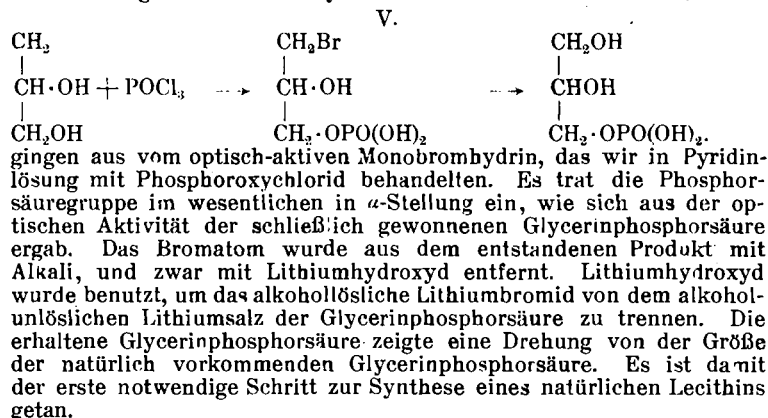 V.
CH₂ CH₂Br CH₂OH
| | |
CH·OH + POCl₃ --→ CH·OH --→ CHOH
| | |
CH₂OH CH₂·OPO(OH)₂ CH₂·OPO(OH)₂.
gingen aus vom optisch-aktiven Monobromhydrin, das wir in Pyridin-
lösung mit Phosphoroxychlorid behandelten. Es trat die Phosphor-
säuregruppe im wesentlichen in α-Stellung ein, wie sich aus der op-
tischen Aktivität der schließlich gewonnenen Glycerinphosphorsäure
ergab. Das Bromatom wurde aus dem entstandenen Produkt mit
Alkali, und zwar mit Lithiumhydroxyd entfernt. Lithiumhydroxyd
wurde benutzt, um das alkohollösliche Lithiumbromid von dem alkohol-
unlöslichen Lithiumsalz der Glycerinphosphorsäure zu trennen. Die
erhaltene Glycerinphosphorsäure zeigte eine Drehung von der Größe
der natürlich vorkommenden Glycerinphosphorsäure. Es ist damit
der erste notwendige Schritt zur Synthese eines natürlichen Lecithins
getan.